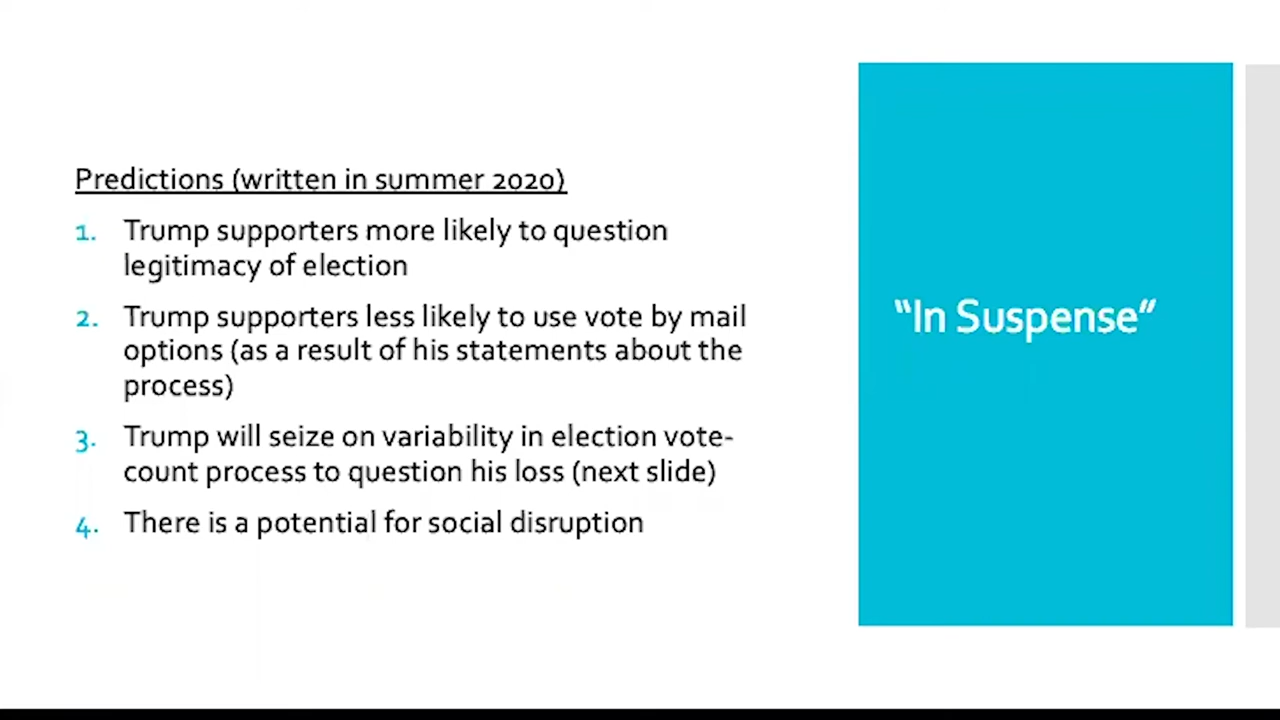 Predictions (written in summer 2020)
1. Trump supporters more likely to question
legitimacy of election
2. Trump supporters less likely to use vote by mail
options (as a result of his statements about the
process)
3. Trump will seize on variability in election vote-
count process to question his loss (next slide)
4. There is a potential for social disruption
“In Suspense”